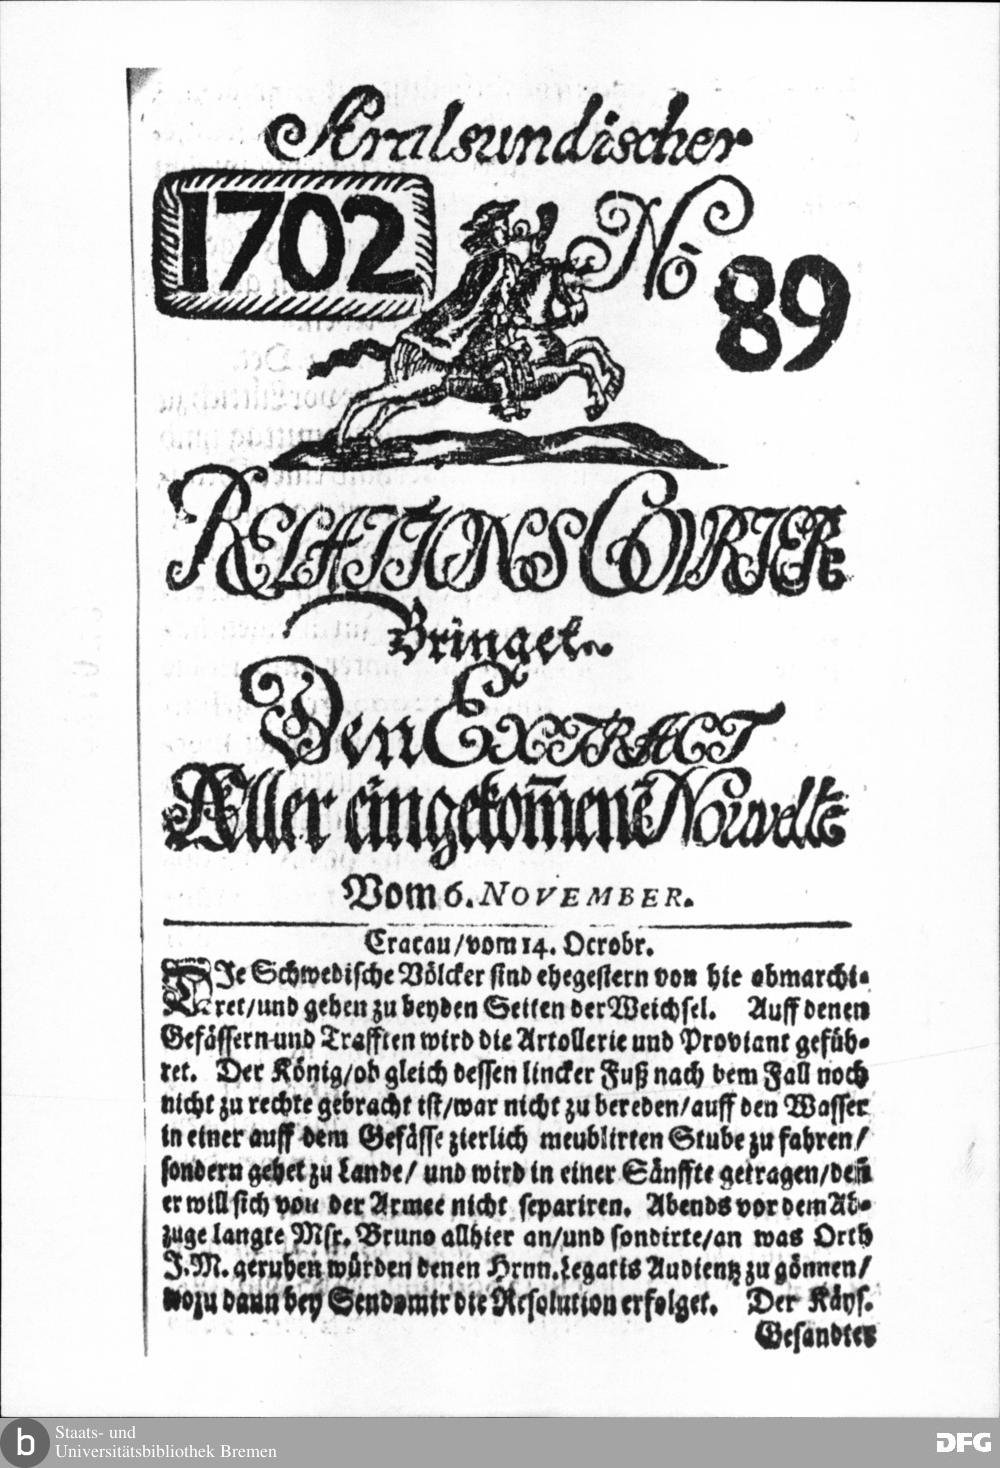 Stralsundischer
1702
No 89
RELATIONS COURIER
Bringet
Den EXTRACT
Aller eingekom̅enē Nouvelle
Vom 6. NOVEMBER.
Cracau/vom 14. Octobr.
DIe Schwedische Völcker sind ehegestern von hie abmarchi-
ret/und gehen zu beyden Seiten der Weichsel. Auff denen
Gefässern und Trafften wird die Artollerie und Proviant gefüh-
ret. Der König/ob gleich dessen lincker Fuß nach dem Fall noch
nicht zu rechte gebracht ist/war nicht zu bereden/auff den Wasser
in einer auff dem Gefässe zierlich meublirten Stube zu fahren/
sondern gehet zu Lande/ und wird in einer Sänffte getragen/den̅
er will sich von der Armee nicht separiren. Abends vor dem Ab-
zuge langte Msr. Bruno allhier an/und sondirte/an was Orth
J. M. geruhen würden denen Hrnn. Legatis Audientz zu gönnen/
wozu dann bey Sendomir die Resolution erfolget. Der Käys.
Gesandter
b
Staats- und
Universitätsbibliothek Bremen
DFG